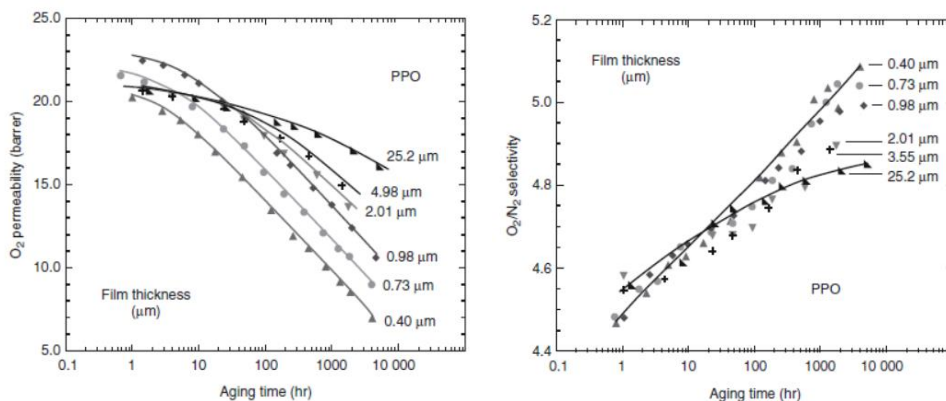 25.0
20.0
15.0
10.0
5.0
O2 permeability (barrer)
PPO
25.2 μm
4.98 μm
2.01 μm
0.98 μm
0.73 μm
0.40 μm
Film thickness
(μm)
0.1 1 10 100 1000 10 000
Aging time (hr)
5.2
5.0
4.8
4.6
4.4
O2/N2 selectivity
Film thickness
(μm)
0.40 μm
0.73 μm
0.98 μm
2.01 μm
3.55 μm
25.2 μm
PPO
0.1 1 10 100 1000 10 000
Aging time (hr)